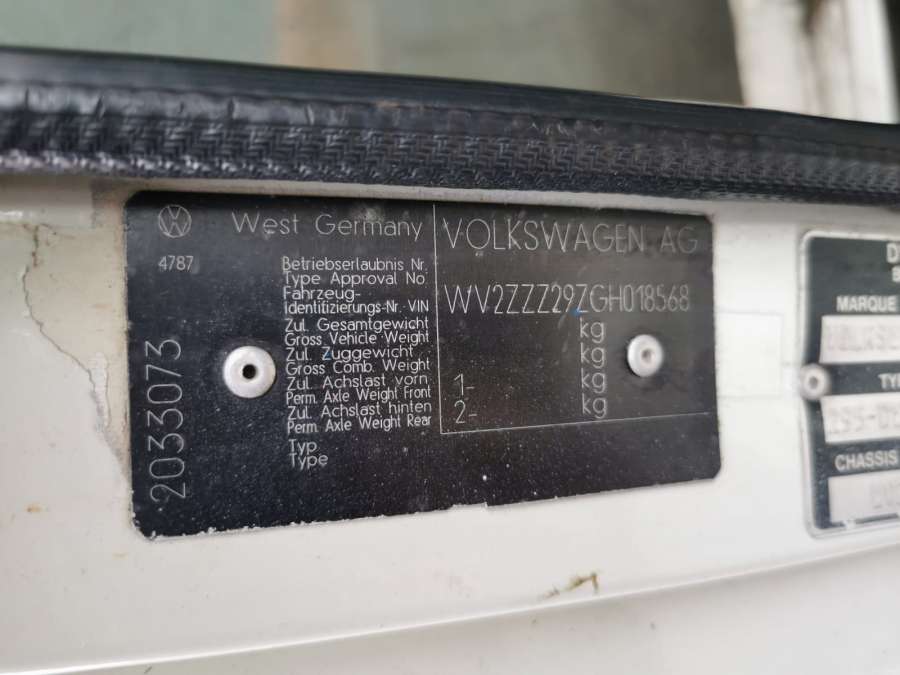 West Germany
VOLKSWAGEN AG
4787
Betriebserlaubnis Nr.
Type Approval No.
Fahrzeug-
Identifizierungs-Nr. VIN
WV2ZZZ29ZGH018568
Zul. Gesamtgewicht
Gross Vehicle Weight
kg
Zul. Zuggewicht
Gross Comb. Weight
kg
Zul. Achslast vorn
Perm. Axle Weight Front
1-
kg
Zul. Achslast hinten
Perm. Axle Weight Rear
2-
kg
Typ
Type
2033073
MARQUE
TY
CHASSIS